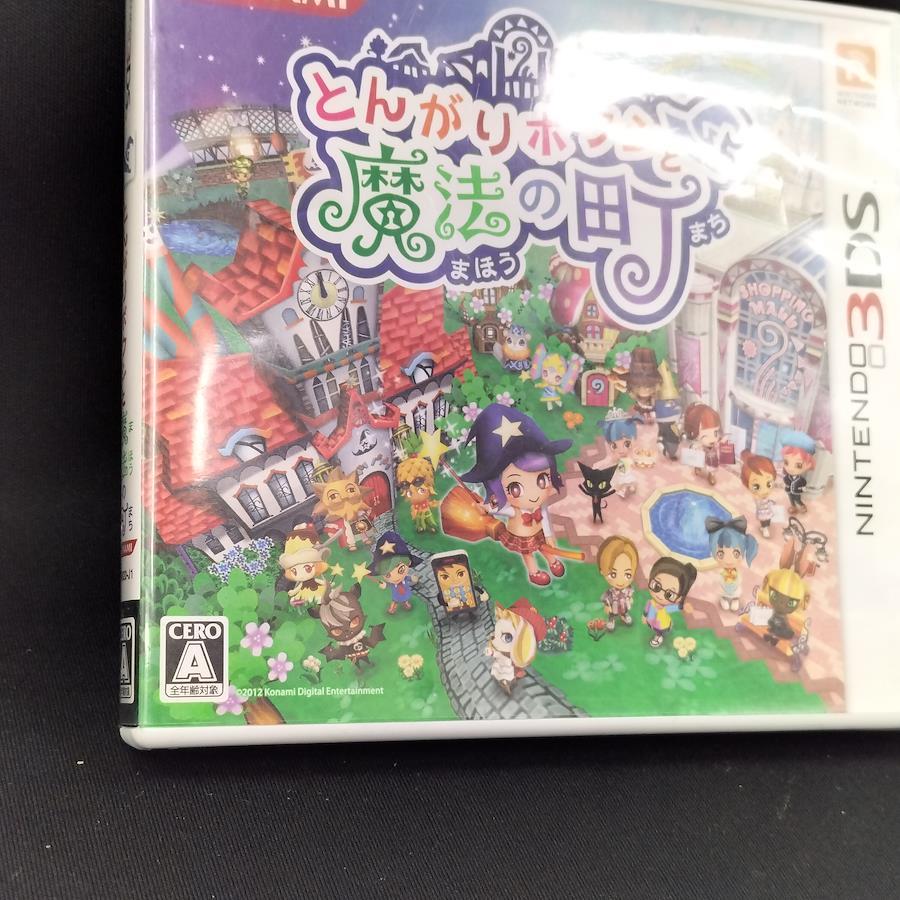 とんがりボウシと
魔法の町
まほう
まち
SHOPPING
MALL
NINTENDO 3DS
CERO
A
全年齢対象
©2012 Konami Digital Entertainment